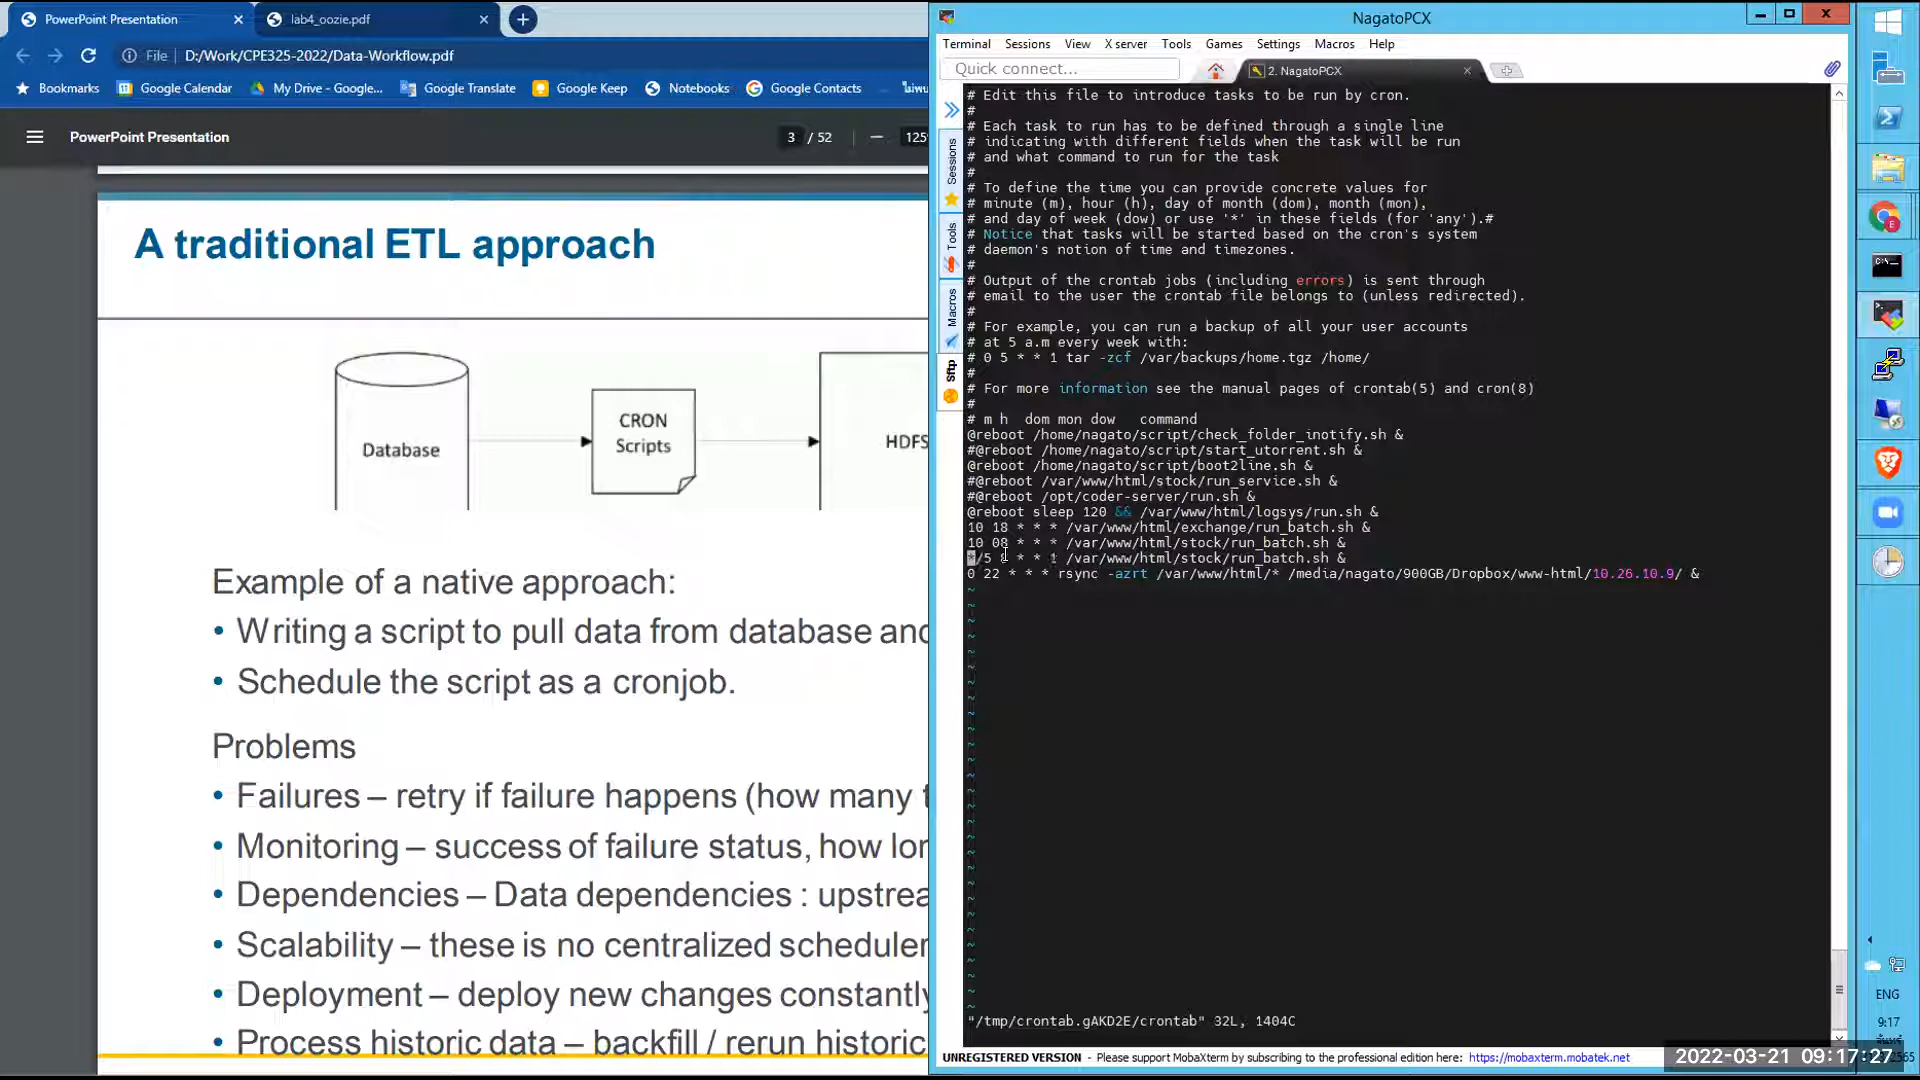 PowerPoint Presentation
lab4_oozie.pdf
File
D:/Work/CPE325-2022/Data-Workflow.pdf
Bookmarks
Google Calendar
My Drive - Google...
Google Translate
Google Keep
Notebooks
Google Contacts
PowerPoint Presentation
3 / 52
A traditional ETL approach
Database
CRON
Scripts
HDFS
Example of a native approach:
• Writing a script to pull data from database and
• Schedule the script as a cronjob.
Problems
• Failures – retry if failure happens (how many
• Monitoring – success of failure status, how
• Dependencies – Data dependencies :
• Scalability – these is no centralized scheduler
• Deployment – deploy new changes constantly
• Process historic data – backfill / rerun historic
NagatoPCX
Terminal Sessions View X server Tools Games Settings Macros Help
Quick connect...
2. NagatoPCX
Sessions
Tools
Macros
Sftp
# Edit this file to introduce tasks to be run by cron.
#
# Each task to run has to be defined through a single line
# indicating with different fields when the task will be run
# and what command to run for the task
#
# To define the time you can provide concrete values for
# minute (m), hour (h), day of month (dom), month (mon),
# and day of week (dow) or use '*' in these fields (for 'any').#
# Notice that tasks will be started based on the cron's system
# daemon's notion of time and timezones.
#
# Output of the crontab jobs (including errors) is sent through
# email to the user the crontab file belongs to (unless redirected).
#
# For example, you can run a backup of all your user accounts
# at 5 a.m every week with:
# 0 5 * * 1 tar -zcf /var/backups/home.tgz /home/
#
# For more information see the manual pages of crontab(5) and cron(8)
#
# m h  dom mon dow   command
@reboot /home/nagato/script/check_folder_inotify.sh &
#@reboot /home/nagato/script/start_utorrent.sh &
@reboot /home/nagato/script/boot2line.sh &
#@reboot /var/www/html/stock/run_service.sh &
#@reboot /opt/coder-server/run.sh &
@reboot sleep 120 && /var/www/html/logsys/run.sh &
10 18 * * * /var/www/html/exchange/run_batch.sh &
10 08 * * * /var/www/html/stock/run_batch.sh &
*/5 * * 1 /var/www/html/stock/run_batch.sh &
0 22 * * * rsync -azrt /var/www/html/* /media/nagato/900GB/Dropbox/www-html/10.26.10.9/ &
"/tmp/crontab.gAKD2E/crontab" 32L, 1404C
UNREGISTERED VERSION - Please support MobaXterm by subscribing to the professional edition here: https://mobaxterm.mobatek.net
ENG
9:17
2022-03-21 09:17:27